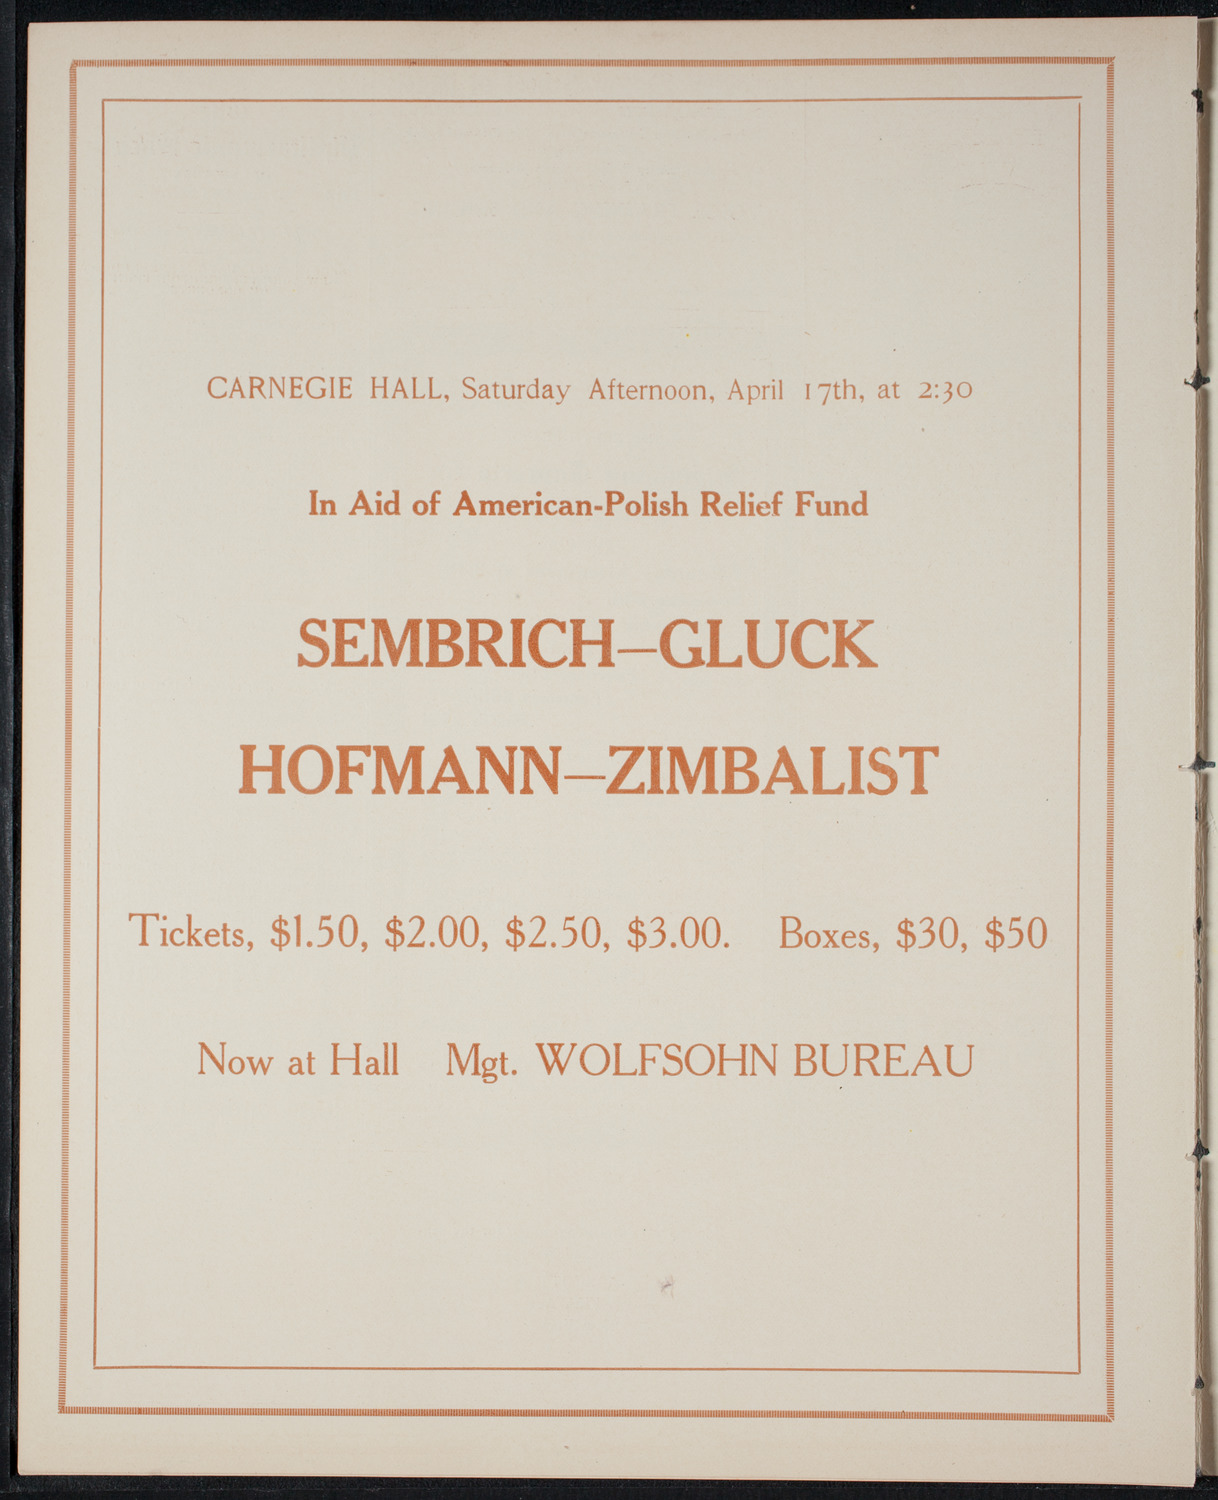 CARNEGIE HALL, Saturday Afternoon, April 17th, at 2:30
In Aid of American-Polish Relief Fund
SEMBRICH—GLUCK
HOFMANN—ZIMBALIST
Tickets, $1.50, $2.00, $2.50, $3.00. Boxes, $30, $50
Now at Hall Mgt. WOLFSOHN BUREAU